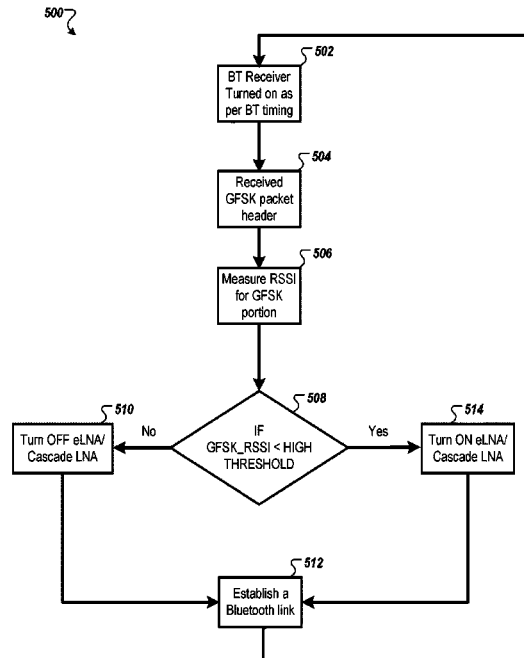 500
502
BT Receiver
Turned on as
per BT timing
504
Received
GFSK packet
header
506
Measure RSSI
for GFSK
portion
508
IF
GFSK_RSSI < HIGH
THRESHOLD
No
Yes
510
Turn OFF eLNA/
Cascade LNA
514
Turn ON eLNA/
Cascade LNA
512
Establish a
Bluetooth link